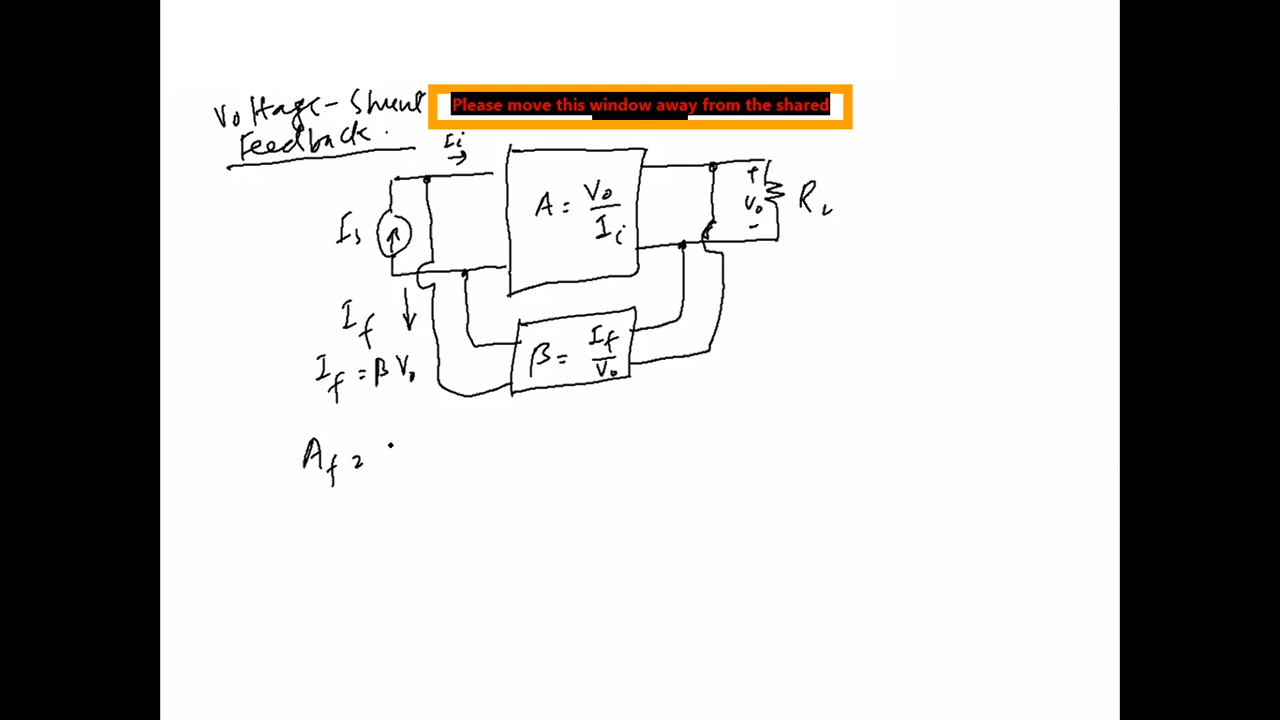 Voltage-Shunt
Feedback.
Please move this window away from the shared
Ii
→
Is
A = Vo / Ii
+
Vo
-
RL
If
β = If / Vo
If = β Vo
Af =